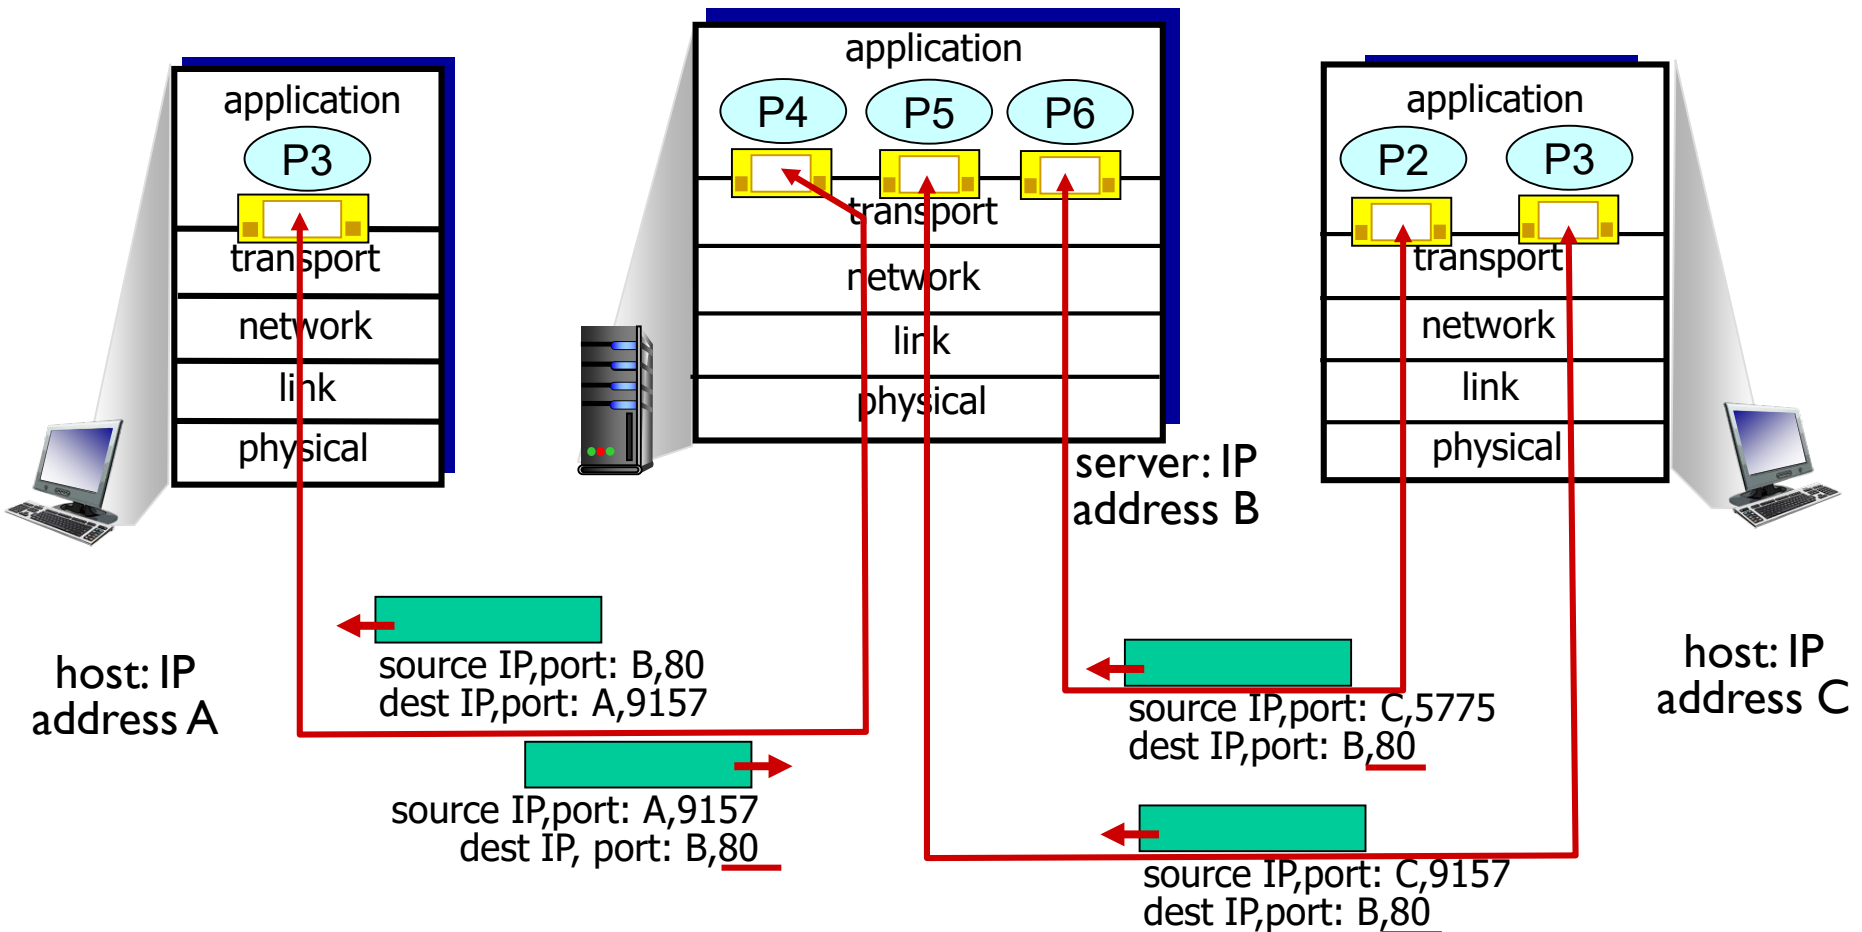 application
P3
transport
network
link
physical
host: IP
address A
application
P4
P5
P6
transport
network
link
physical
server: IP
address B
application
P2
P3
transport
network
link
physical
host: IP
address C
source IP,port: B,80
dest IP,port: A,9157
source IP,port: A,9157
dest IP, port: B,80
source IP,port: C,5775
dest IP,port: B,80
source IP,port: C,9157
dest IP,port: B,80